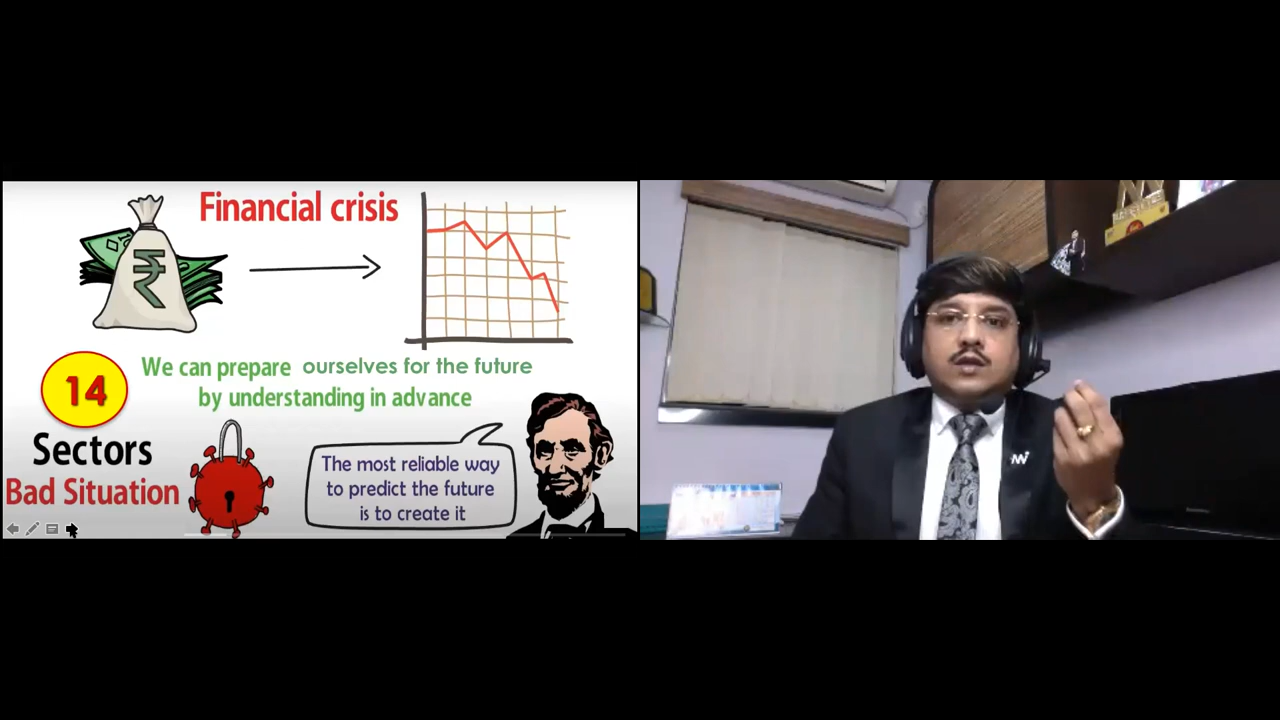 Financial crisis
₹
14
We can prepare ourselves for the future
by understanding in advance
Sectors
Bad Situation
The most reliable way
to predict the future
is to create it